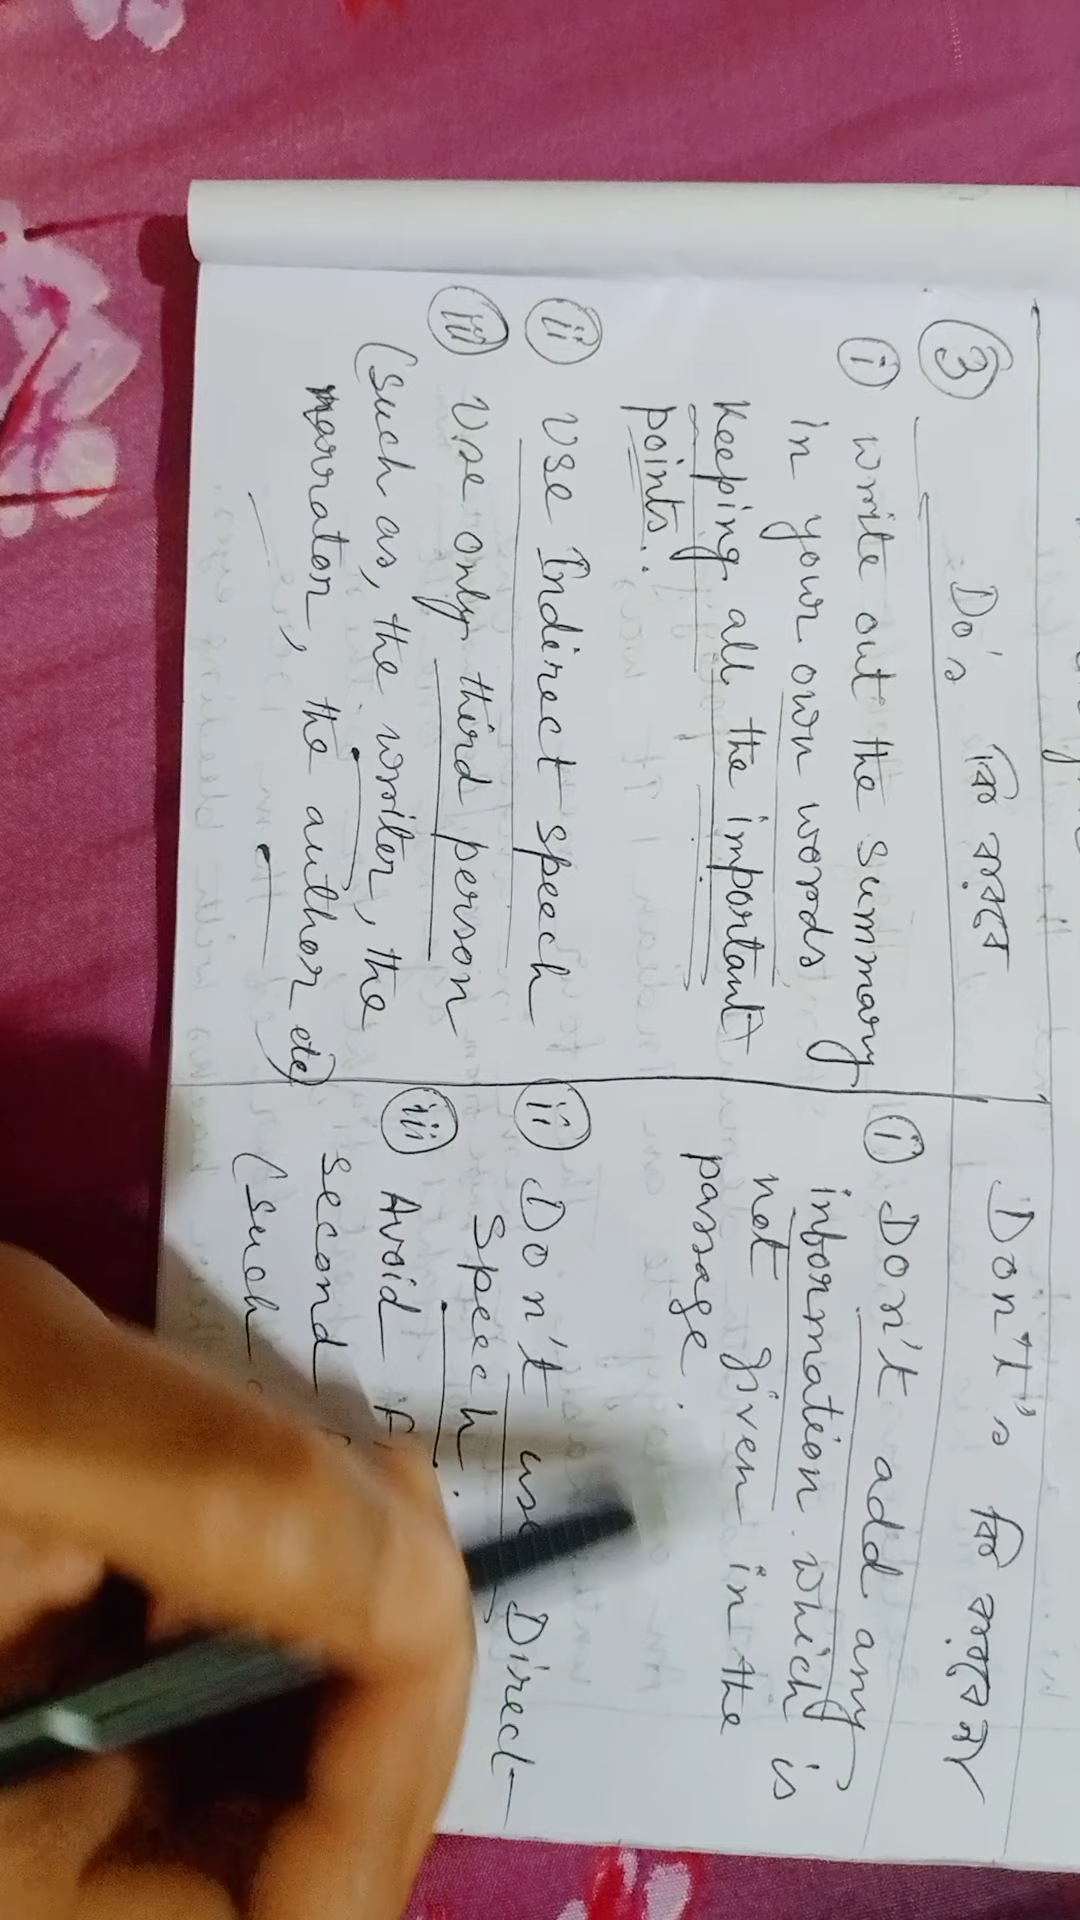 ③
Do's কি করবে
Don't's কি করবে না
ⓘ write out the summary
in your own words
keeping all the important
points.
ⓘⓘ Use Indirect speech
ⓘⓘⓘ Use only third person
(such as, the writer, the
narrator, the author etc)
ⓘ Don't add any
information which is
not given in the
passage.
ⓘⓘ Don't use Direct
speech.
ⓘⓘⓘ Avoid
second
(such